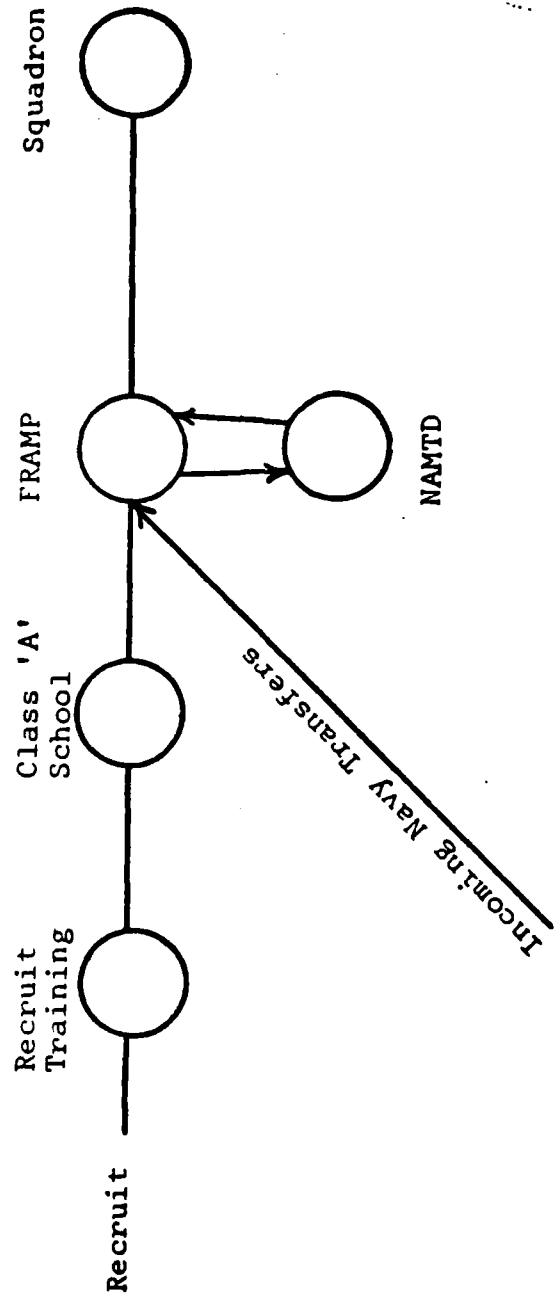 Recruit
Recruit
Training
Class 'A'
School
FRAMP
Squadron
NAMTD
Incoming Navy Transfers